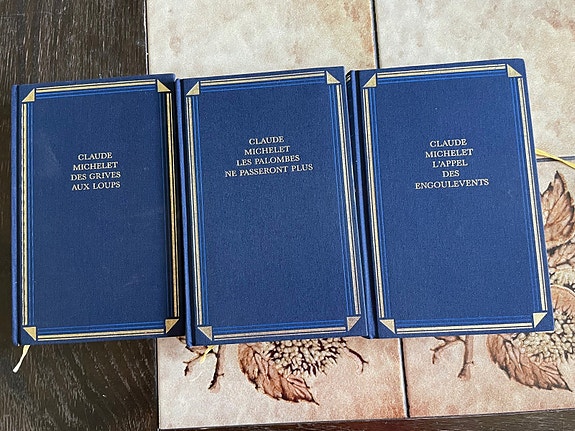 CLAUDE
MICHELET
DES GRIVES
AUX LOUPS
CLAUDE
MICHELET
LES PALOMBES
NE PASSERONT PLUS
CLAUDE
MICHELET
L'APPEL
DES
ENGOULEVENTS